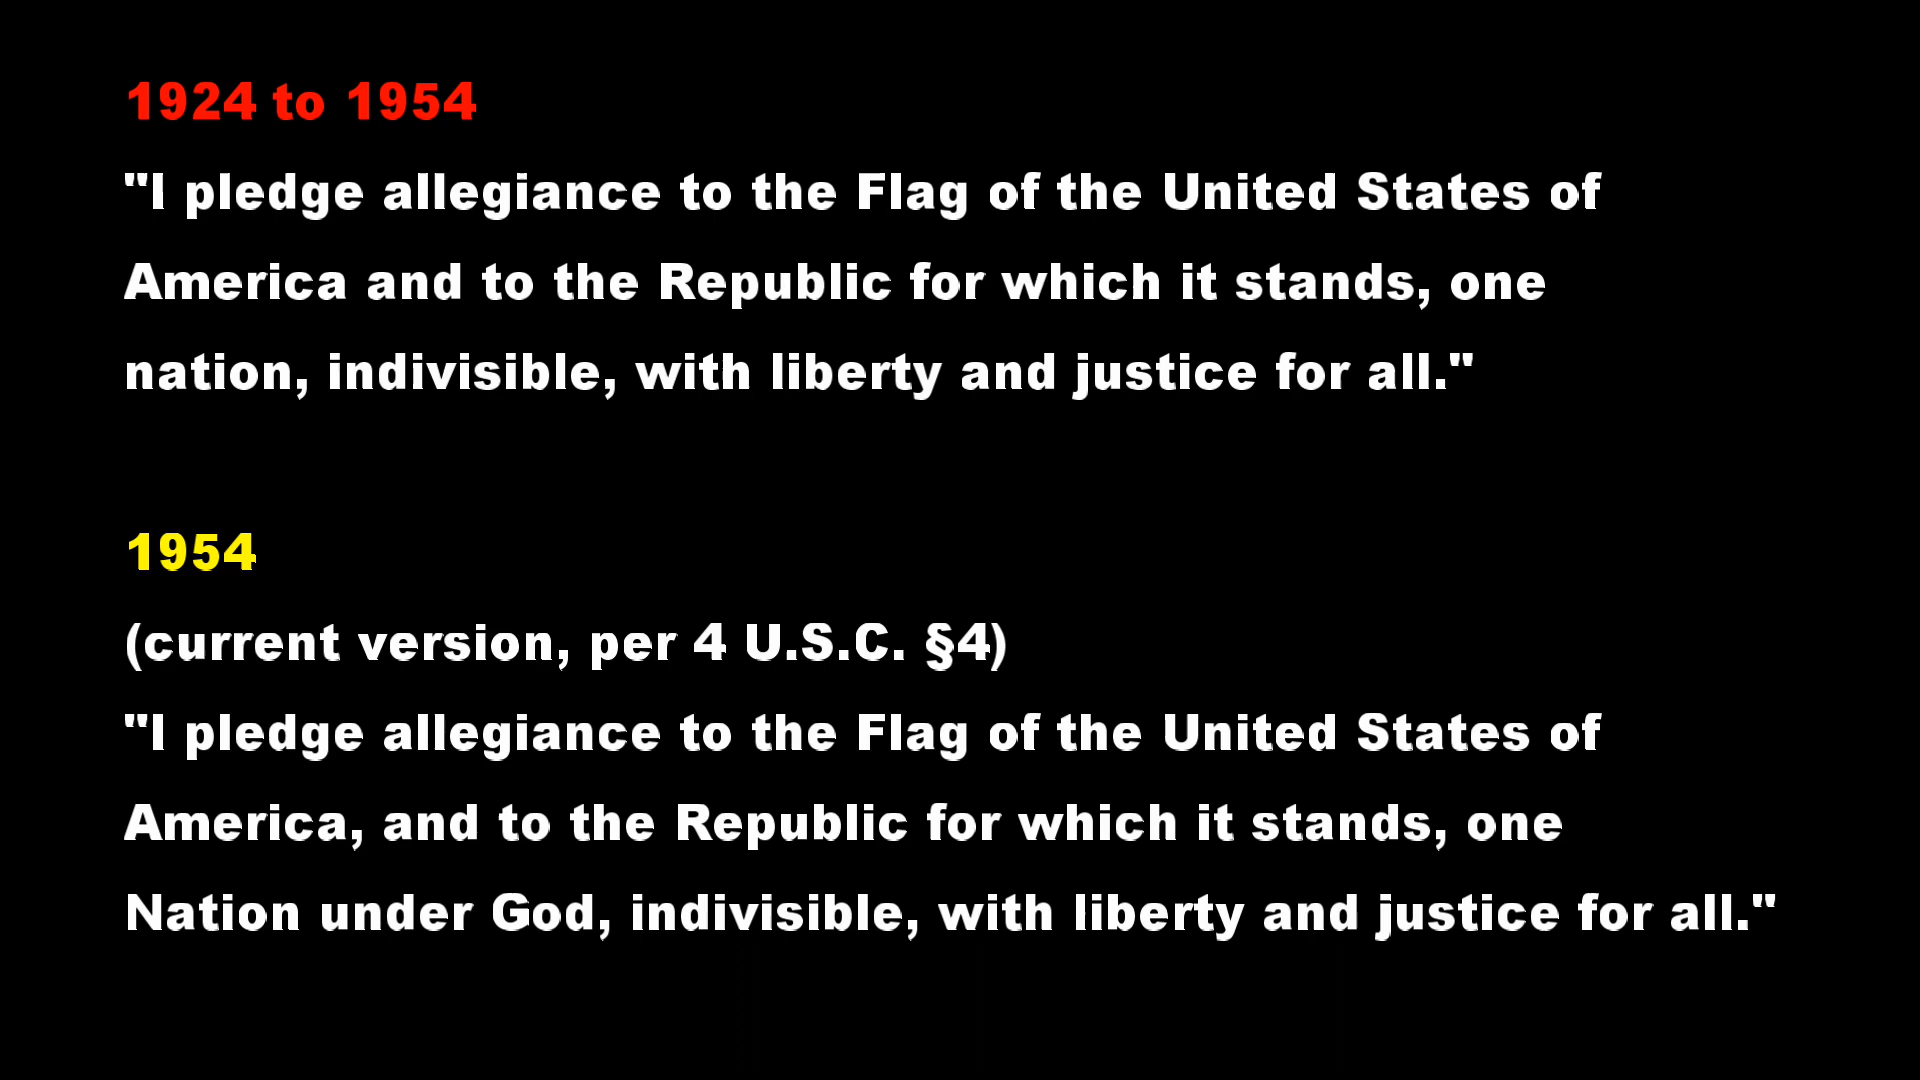 1924 to 1954
"I pledge allegiance to the Flag of the United States of
America and to the Republic for which it stands, one
nation, indivisible, with liberty and justice for all."
1954
(current version, per 4 U.S.C. §4)
"I pledge allegiance to the Flag of the United States of
America, and to the Republic for which it stands, one
Nation under God, indivisible, with liberty and justice for all."